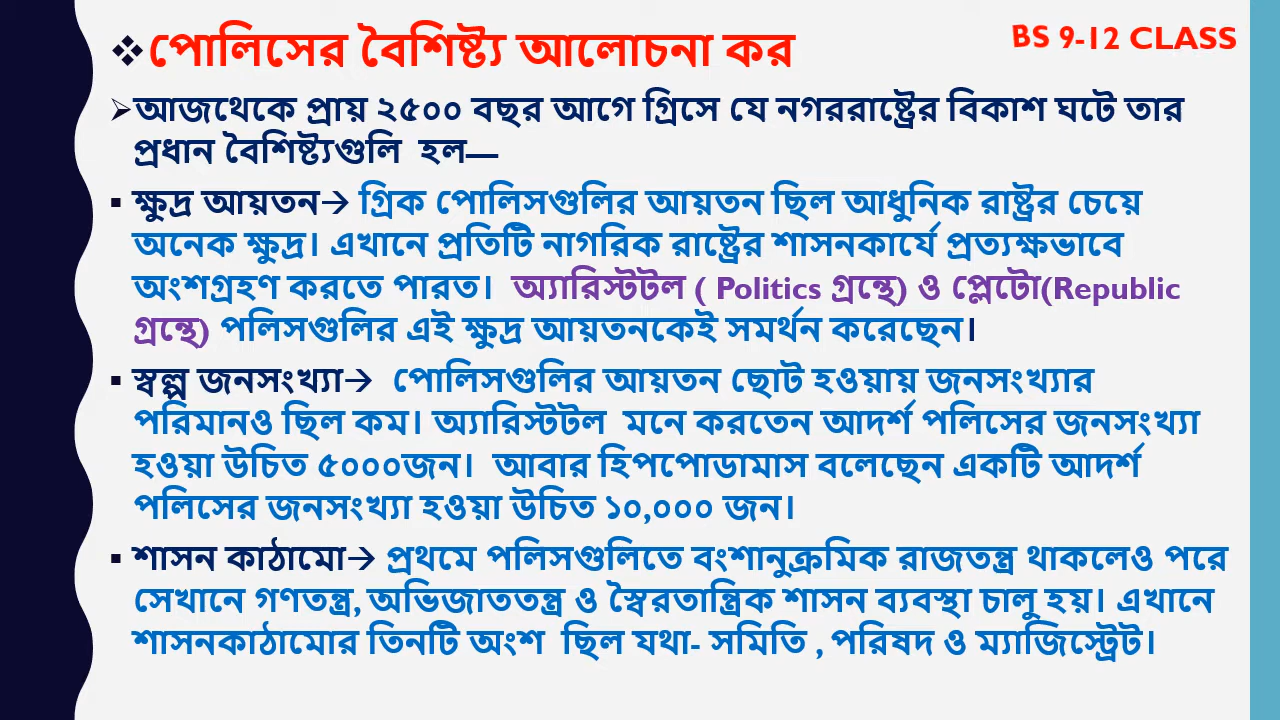 ❖পোলিসের বৈশিষ্ট্য আলোচনা কর
BS 9-12 CLASS
➢আজথেকে প্রায় ২৫০০ বছর আগে গ্রিসে যে নগররাষ্ট্রের বিকাশ ঘটে তার
প্রধান বৈশিষ্ট্যগুলি হল—
▪ ক্ষুদ্র আয়তন→ গ্রিক পোলিসগুলির আয়তন ছিল আধুনিক রাষ্ট্রর চেয়ে
অনেক ক্ষুদ্র। এখানে প্রতিটি নাগরিক রাষ্ট্রের শাসনকার্যে প্রত্যক্ষভাবে
অংশগ্রহণ করতে পারত। অ্যারিস্টটল ( Politics গ্রন্থে) ও প্লেটো(Republic
গ্রন্থে) পলিসগুলির এই ক্ষুদ্র আয়তনকেই সমর্থন করেছেন।
▪ স্বল্প জনসংখ্যা→ পোলিসগুলির আয়তন ছোট হওয়ায় জনসংখ্যার
পরিমানও ছিল কম। অ্যারিস্টটল মনে করতেন আদর্শ পলিসের জনসংখ্যা
হওয়া উচিত ৫০০০জন। আবার হিপপোডামাস বলেছেন একটি আদর্শ
পলিসের জনসংখ্যা হওয়া উচিত ১০,০০০ জন।
▪ শাসন কাঠামো→ প্রথমে পলিসগুলিতে বংশানুক্রমিক রাজতন্ত্র থাকলেও পরে
সেখানে গণতন্ত্র, অভিজাততন্ত্র ও স্বৈরতান্ত্রিক শাসন ব্যবস্থা চালু হয়। এখানে
শাসনকাঠামোর তিনটি অংশ ছিল যথা- সমিতি , পরিষদ ও ম্যাজিস্ট্রেট।